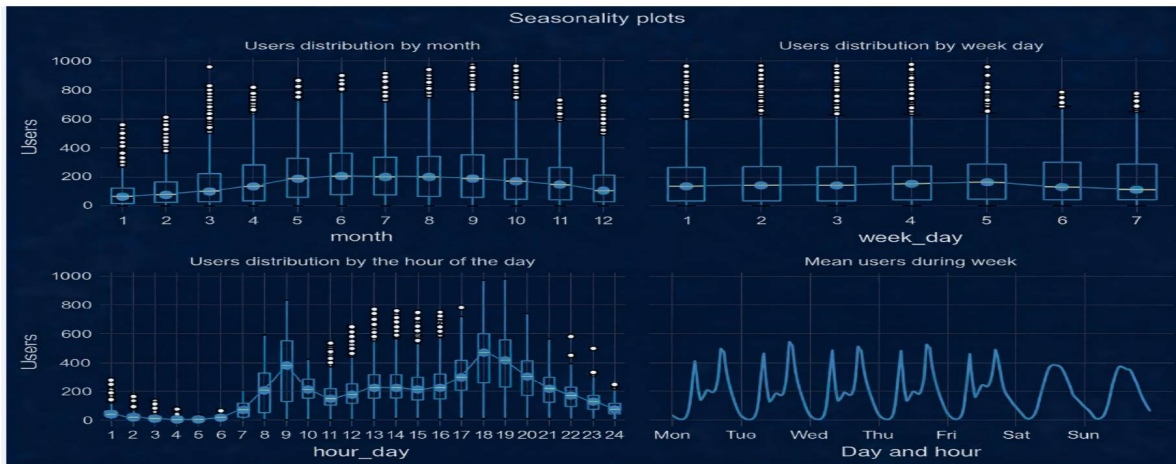 Seasonality plots
Users distribution by month
1000
800
600
400
200
0
Users
1 2 3 4 5 6 7 8 9 10 11 12
month
Users distribution by week day
1 2 3 4 5 6 7
week_day
Users distribution by the hour of the day
1000
800
600
400
200
0
Users
1 2 3 4 5 6 7 8 9 10 11 12 13 14 15 16 17 18 19 20 21 22 23 24
hour_day
Mean users during week
Mon Tue Wed Thu Fri Sat Sun
Day and hour